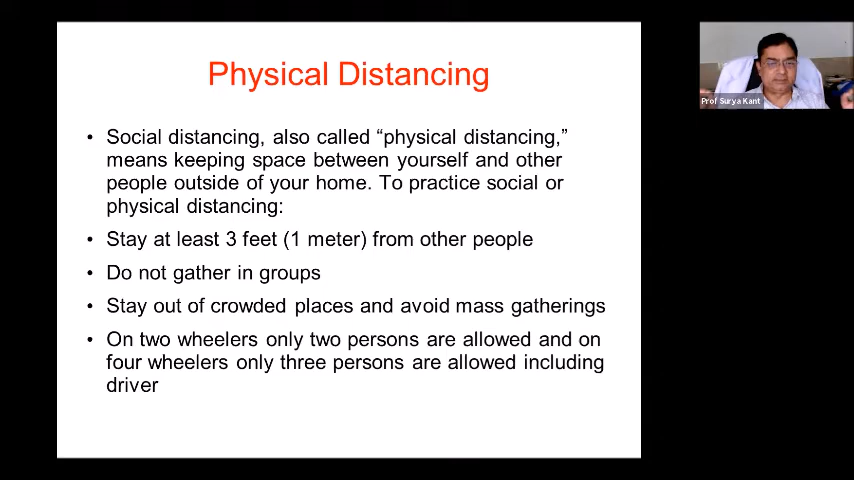 Physical Distancing
• Social distancing, also called “physical distancing,”
means keeping space between yourself and other
people outside of your home. To practice social or
physical distancing:
• Stay at least 3 feet (1 meter) from other people
• Do not gather in groups
• Stay out of crowded places and avoid mass gatherings
• On two wheelers only two persons are allowed and on
four wheelers only three persons are allowed including
driver
Prof Surya Kant